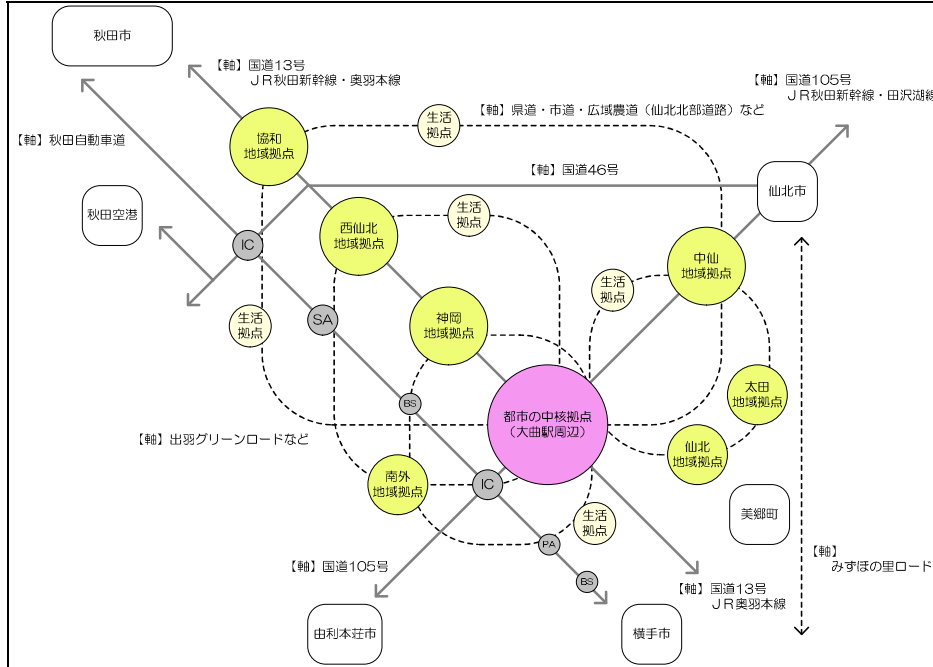 秋田市
【軸】国道13号
ＪＲ秋田新幹線・奥羽本線
【軸】国道105号
ＪＲ秋田新幹線・田沢湖線
【軸】県道・市道・広域農道（仙北北部道路）など
生活
拠点
【軸】秋田自動車道
協和
地域拠点
【軸】国道46号
仙北市
秋田空港
西仙北
地域拠点
生活
拠点
IC
中仙
地域拠点
生活
拠点
SA
生活
拠点
神岡
地域拠点
太田
地域拠点
BS
都市の中核拠点
（大曲駅周辺）
【軸】出羽グリーンロードなど
仙北
地域拠点
南外
地域拠点
IC
美郷町
生活
拠点
PA
【軸】
みずほの里ロード
【軸】国道105号
BS
【軸】国道13号
ＪＲ奥羽本線
由利本荘市
横手市